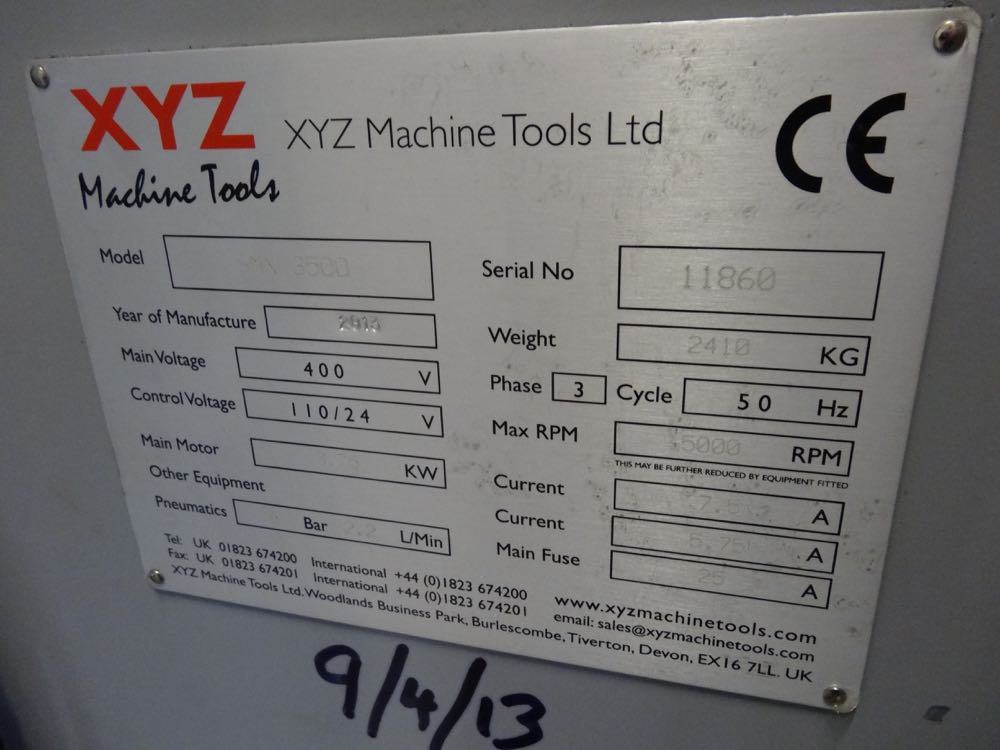 XYZ
Machine Tools
XYZ Machine Tools Ltd
CE
Model 3500
Serial No 11860
Year of Manufacture 2013
Weight 2410 KG
Main Voltage 400 V
Phase 3 Cycle 50 Hz
Control Voltage 110/24 V
Max RPM 5000 RPM
THIS MAY BE FURTHER REDUCED BY EQUIPMENT FITTED
Main Motor KW
Current A
Other Equipment
Current A
Pneumatics Bar L/Min
Main Fuse 25 A
Tel: UK 01823 674200 International +44 (0)1823 674200
Fax: UK 01823 674201 International +44 (0)1823 674201
www.xyzmachinetools.com
email: sales@xyzmachinetools.com
XYZ Machine Tools Ltd, Woodlands Business Park, Burlescombe, Tiverton, Devon, EX16 7LL. UK
9/4/13